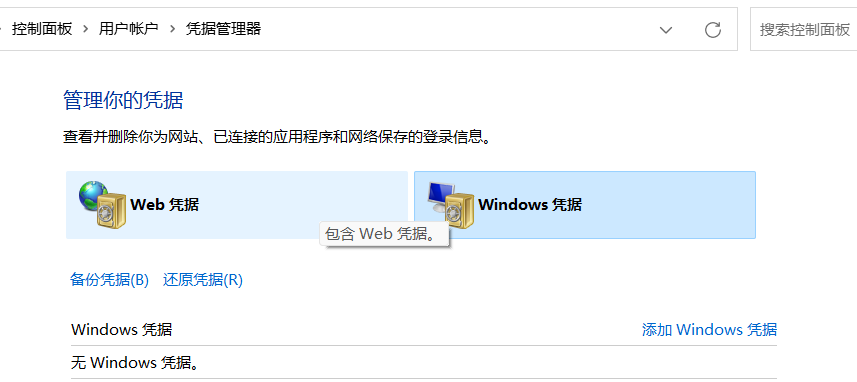 控制面板 > 用户帐户 > 凭据管理器
搜索控制面板
管理你的凭据
查看并删除你为网站、已连接的应用程序和网络保存的登录信息。
Web 凭据
Windows 凭据
包含 Web 凭据。
备份凭据(B) 还原凭据(R)
Windows 凭据 添加 Windows 凭据
无 Windows 凭据。